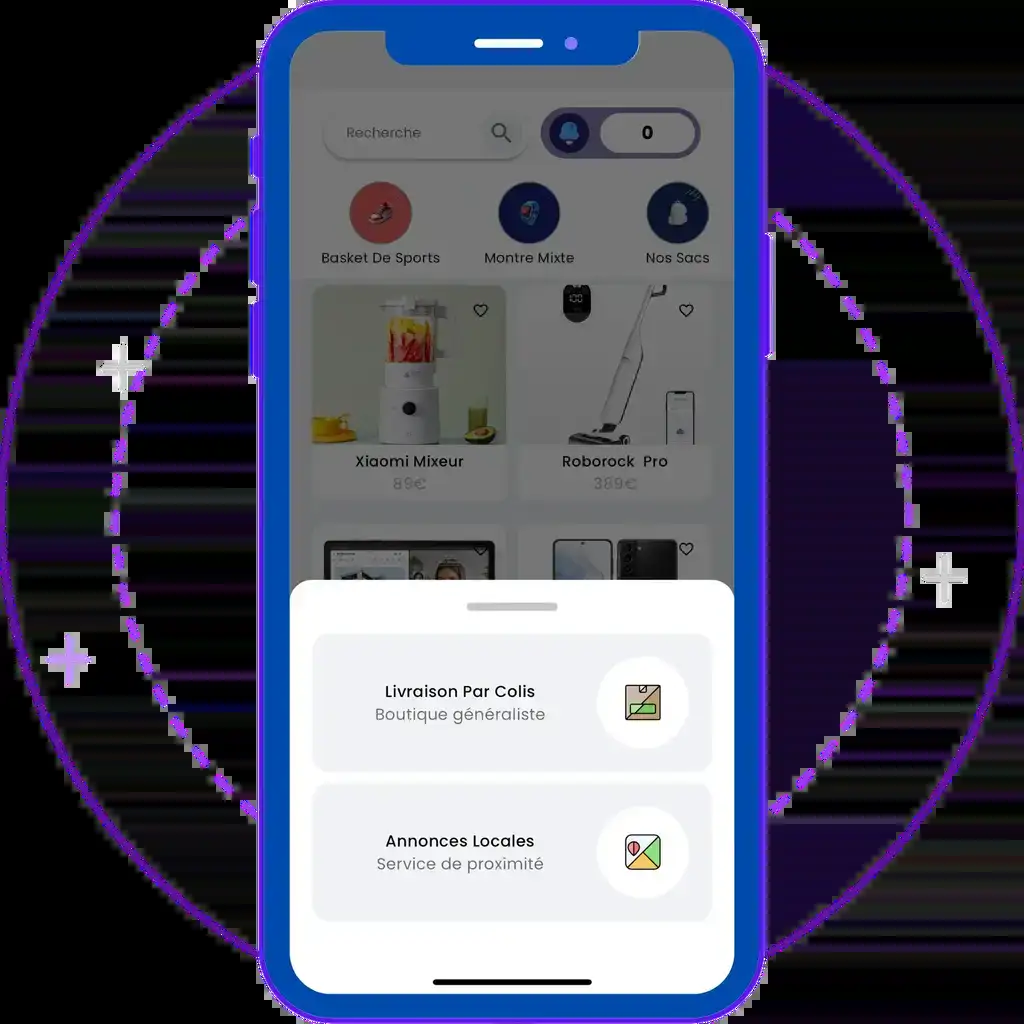 Recherche
0
Basket De Sports
Montre Mixte
Nos Sacs
Xiaomi Mixeur
89€
Roborock Pro
389€
Livraison Par Colis
Boutique généraliste
Annonces Locales
Service de proximité